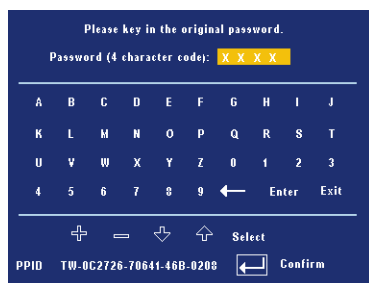 Please key in the original password.
Password (4 character code): X X X X
A B C D E F G H I J
K L M N O P Q R S T
U V W X Y Z 0 1 2 3
4 5 6 7 8 9 ← Enter Exit
+ − ⇩ ⇧ Select
PPID TW-0C2726-70641-46B-0208 ↵ Confirm